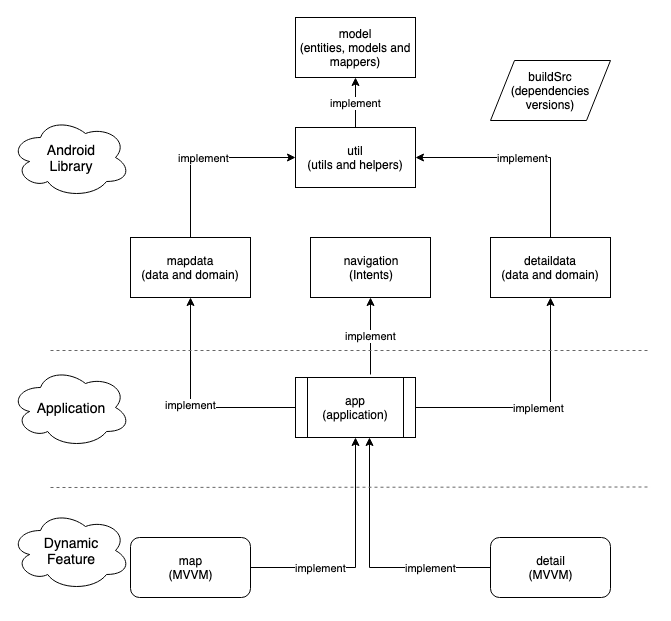 model
(entities, models and
mappers)
buildSrc
(dependencies
versions)
implement
Android
Library
util
(utils and helpers)
implement
implement
mapdata
(data and domain)
navigation
(Intents)
detaildata
(data and domain)
implement
Application
app
(application)
implement
implement
Dynamic
Feature
map
(MVVM)
detail
(MVVM)
implement
implement